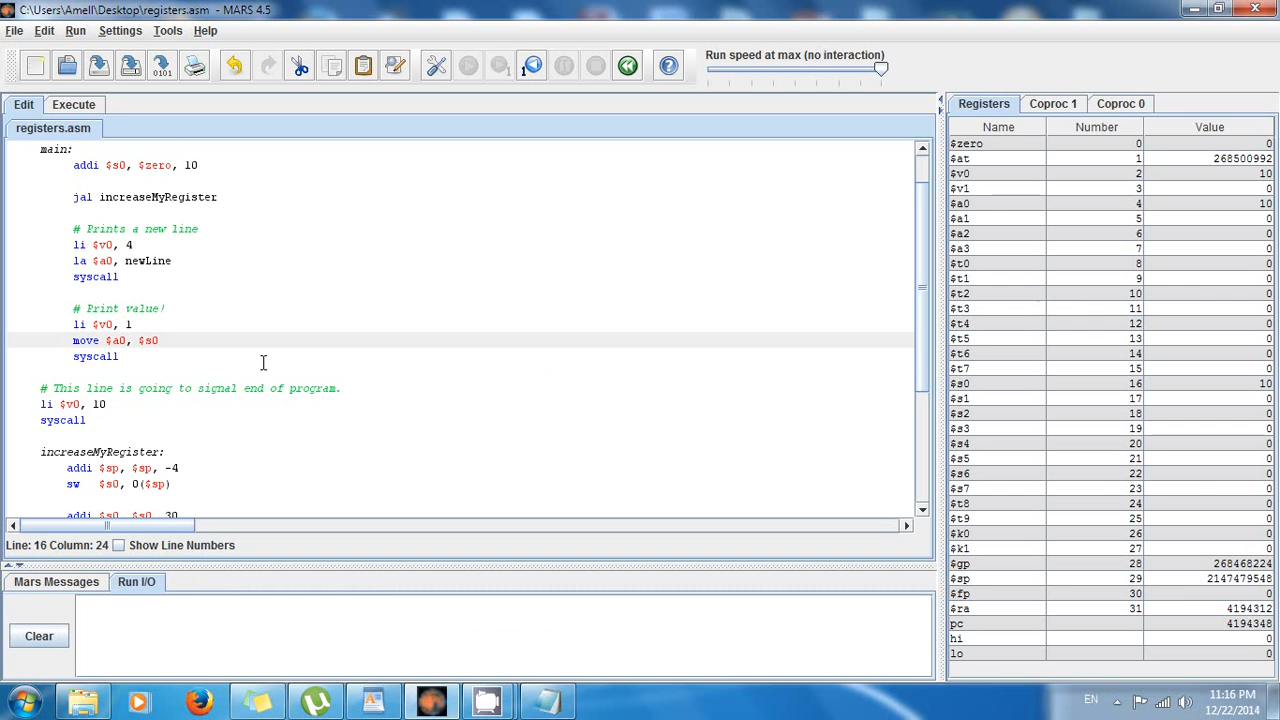 C:\Users\Amell\Desktop\registers.asm - MARS 4.5
File Edit Run Settings Tools Help
Run speed at max (no interaction)
Edit Execute
registers.asm
main:
addi $s0, $zero, 10
jal increaseMyRegister
# Prints a new line
li $v0, 4
la $a0, newLine
syscall
# Print value!
li $v0, 1
move $a0, $s0
syscall
# This line is going to signal end of program.
li $v0, 10
syscall
increaseMyRegister:
addi $sp, $sp, -4
sw $s0, 0($sp)
addi $s0, $s0, 30
Line: 16 Column: 24 Show Line Numbers
Mars Messages Run I/O
Clear
Registers Coproc 1 Coproc 0
Name Number Value
$zero 0 0
$at 1 268500992
$v0 2 10
$v1 3 0
$a0 4 10
$a1 5 0
$a2 6 0
$a3 7 0
$t0 8 0
$t1 9 0
$t2 10 0
$t3 11 0
$t4 12 0
$t5 13 0
$t6 14 0
$t7 15 0
$s0 16 10
$s1 17 0
$s2 18 0
$s3 19 0
$s4 20 0
$s5 21 0
$s6 22 0
$s7 23 0
$t8 24 0
$t9 25 0
$k0 26 0
$k1 27 0
$gp 28 268468224
$sp 29 2147479548
$fp 30 0
$ra 31 4194312
pc 4194348
hi 0
lo 0
EN
11:16 PM
12/22/2014